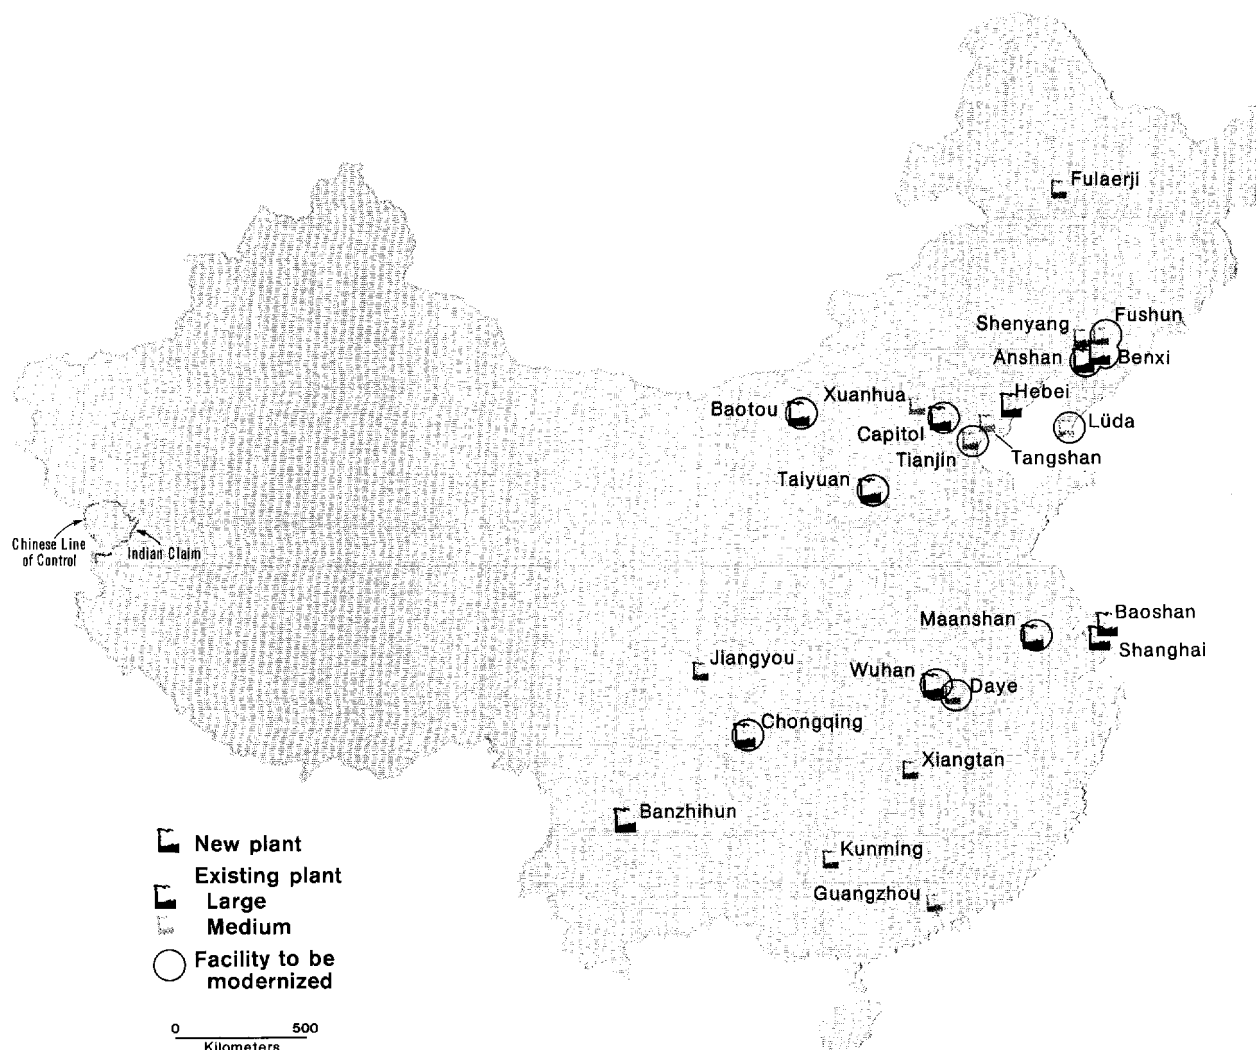 Fulaerji
Fushun
Shenyang
Anshan
Benxi
Hebei
Xuanhua
Baotou
Capitol
Lüda
Tianjin
Tangshan
Taiyuan
Chinese Line
of Control
Indian Claim
Baoshan
Maanshan
Shanghai
Jiangyou
Wuhan
Daye
Chongqing
Xiangtan
Banzhihun
Kunming
Guangzhou
New plant
Existing plant
Large
Medium
Facility to be
modernized
0 500
Kilometers